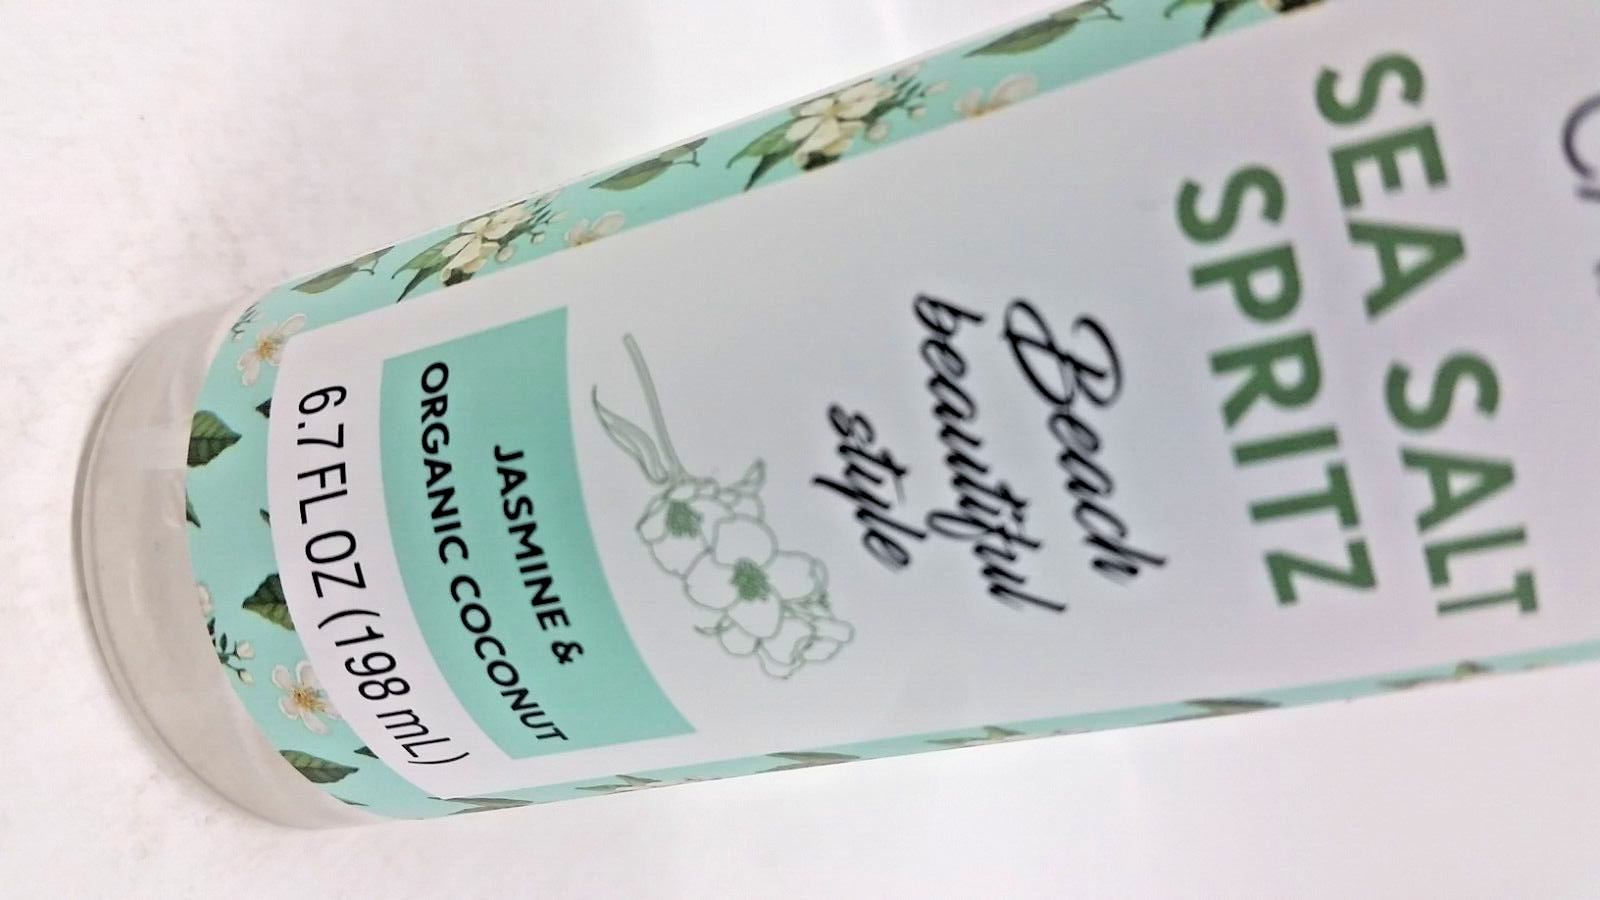 SEA SALT
SPRITZ
Beach
beautiful
style
JASMINE &
ORGANIC COCONUT
6.7 FL OZ (198 mL)